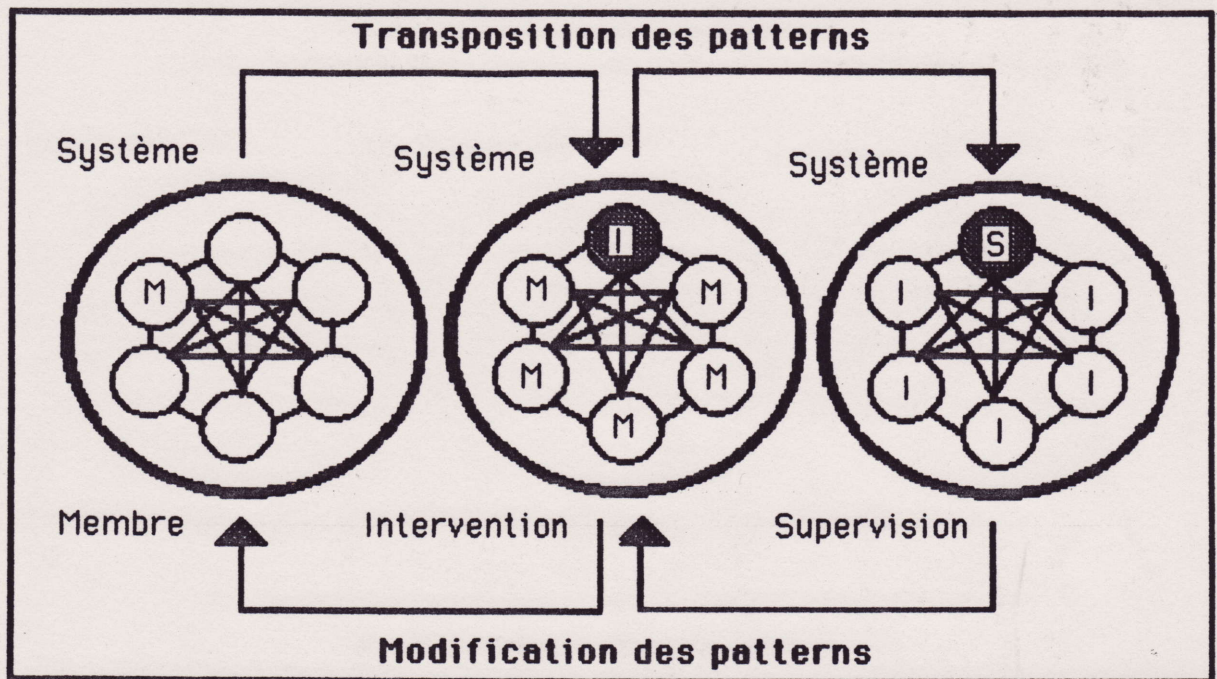 Transposition des patterns
Système
Système
Système
M
I
M
M
M
M
M
S
I
I
I
I
I
Membre
Intervention
Supervision
Modification des patterns